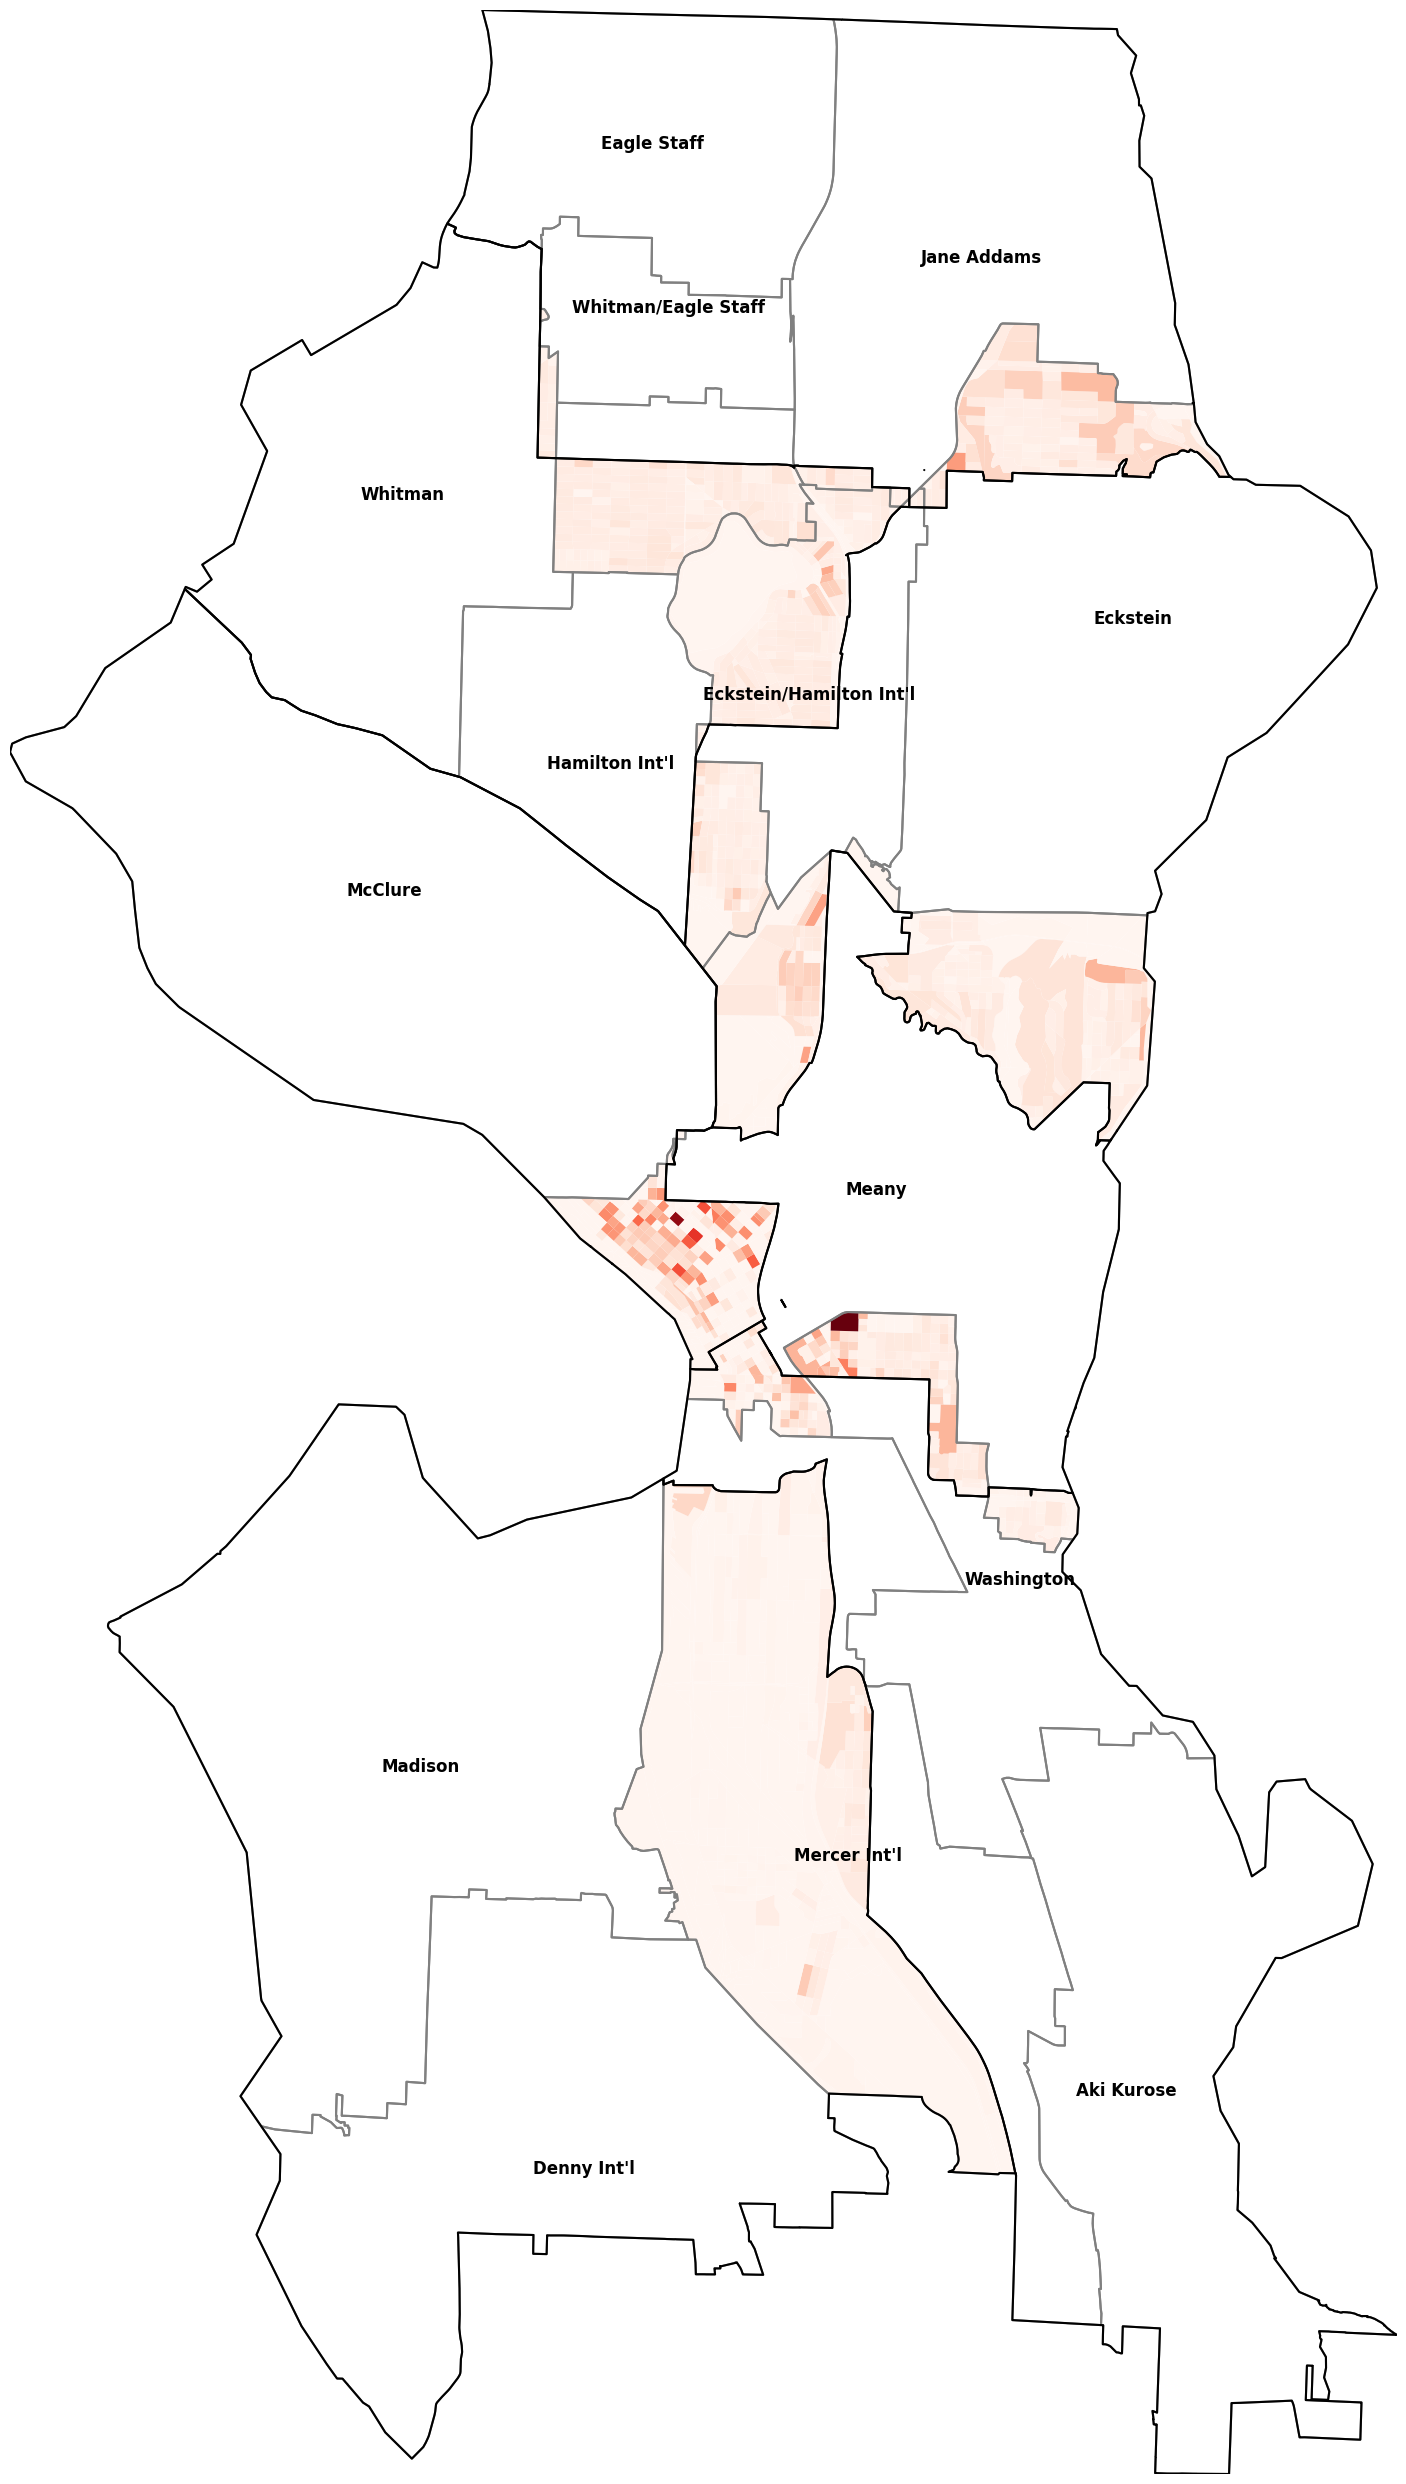 Eagle Staff
Jane Addams
Whitman/Eagle Staff
Whitman
Eckstein
Eckstein/Hamilton Int'l
Hamilton Int'l
McClure
Meany
Washington
Madison
Mercer Int'l
Aki Kurose
Denny Int'l